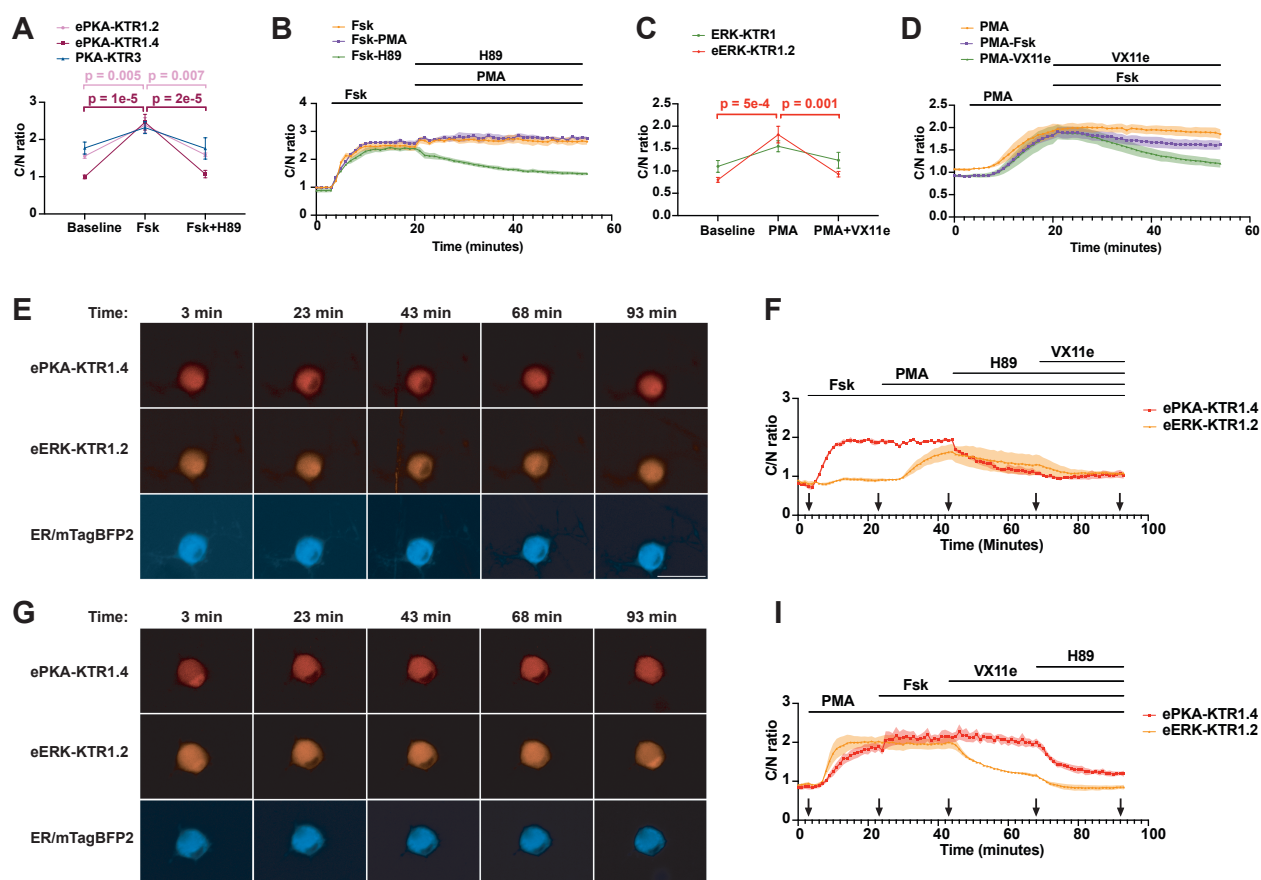 A
ePKA-KTR1.2
ePKA-KTR1.4
PKA-KTR3
p = 0.005 p = 0.007
p = 1e-5 p = 2e-5
C/N ratio
3
2
1
0
Baseline Fsk Fsk+H89
B
Fsk
Fsk-PMA
Fsk-H89
H89
PMA
Fsk
C/N ratio
4
3
2
1
0
0 20 40 60
Time (minutes)
C
ERK-KTR1
eERK-KTR1.2
p = 5e-4 p = 0.001
C/N ratio
2.5
2.0
1.5
1.0
0.5
0.0
Baseline PMA PMA+VX11e
D
PMA
PMA-Fsk
PMA-VX11e
VX11e
Fsk
PMA
C/N ratio
2.5
2.0
1.5
1.0
0.5
0.0
0 20 40 60
Time (minutes)
E
Time: 3 min 23 min 43 min 68 min 93 min
ePKA-KTR1.4
eERK-KTR1.2
ER/mTagBFP2
F
VX11e
H89
PMA
Fsk
ePKA-KTR1.4
eERK-KTR1.2
C/N ratio
3
2
1
0
0 20 40 60 80 100
Time (Minutes)
G
Time: 3 min 23 min 43 min 68 min 93 min
ePKA-KTR1.4
eERK-KTR1.2
ER/mTagBFP2
I
H89
VX11e
Fsk
PMA
ePKA-KTR1.4
eERK-KTR1.2
C/N ratio
3
2
1
0
0 20 40 60 80 100
Time (minutes)